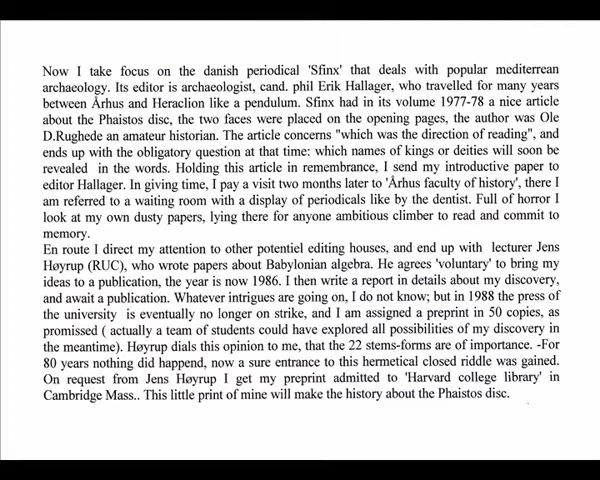 Now I take focus on the danish periodical 'Sfinx' that deals with popular mediterrean
archaeology. Its editor is archaeologist, cand. phil Erik Hallager, who travelled for many years
between Århus and Heraclion like a pendulum. Sfinx had in its volume 1977-78 a nice article
about the Phaistos disc, the two faces were placed on the opening pages, the author was Ole
D.Rughede an amateur historian. The article concerns "which was the direction of reading", and
ends up with the obligatory question at that time: which names of kings or deities will soon be
revealed in the words. Holding this article in remembrance, I send my introductive paper to
editor Hallager. In giving time, I pay a visit two months later to 'Århus faculty of history', there I
am referred to a waiting room with a display of periodicals like by the dentist. Full of horror I
look at my own dusty papers, lying there for anyone ambitious climber to read and commit to
memory.
En route I direct my attention to other potentiel editing houses, and end up with lecturer Jens
Høyrup (RUC), who wrote papers about Babylonian algebra. He agrees 'voluntary' to bring my
ideas to a publication, the year is now 1986. I then write a report in details about my discovery,
and await a publication. Whatever intrigues are going on, I do not know; but in 1988 the press of
the university is eventually no longer on strike, and I am assigned a preprint in 50 copies, as
promissed ( actually a team of students could have explored all possibilities of my discovery in
the meantime). Høyrup dials this opinion to me, that the 22 stems-forms are of importance. -For
80 years nothing did happend, now a sure entrance to this hermetical closed riddle was gained.
On request from Jens Høyrup I get my preprint admitted to 'Harvard college library' in
Cambridge Mass.. This little print of mine will make the history about the Phaistos disc.